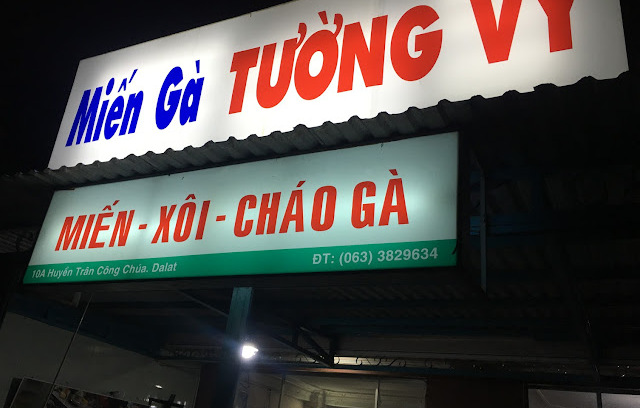 Miến Gà TƯỜNG VY
MIẾN - XÔI - CHÁO GÀ
10A Huyền Trân Công Chúa. Dalat ĐT: (063) 3829634